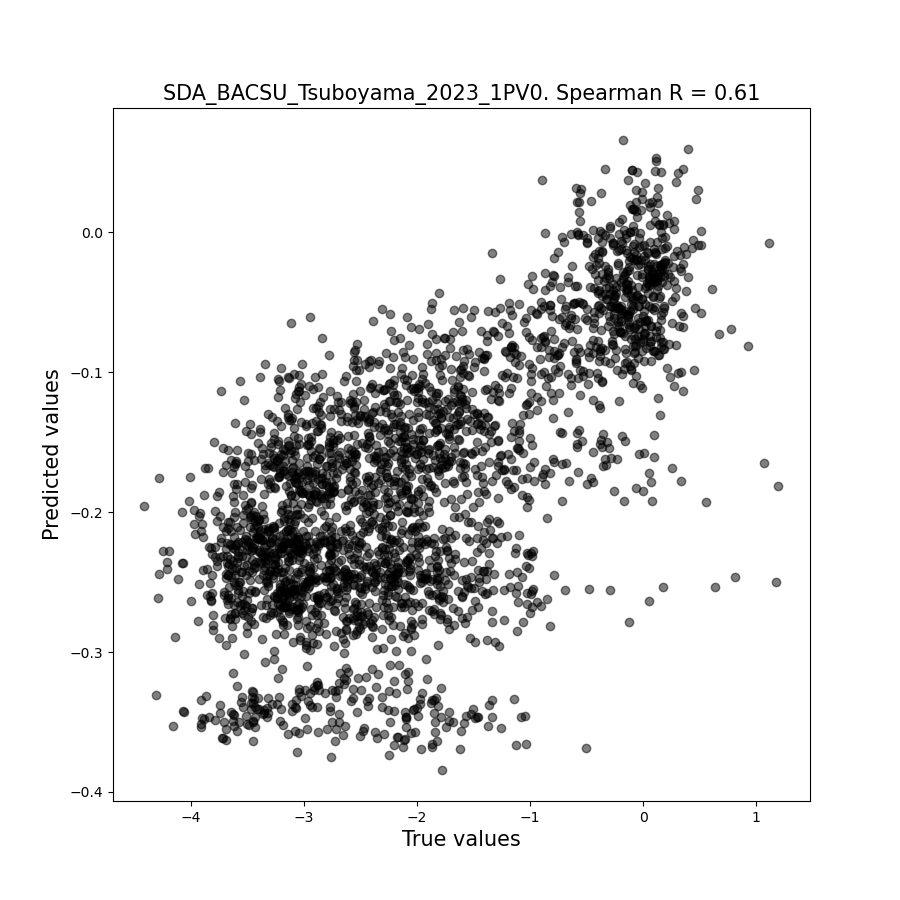 SDA_BACSU_Tsuboyama_2023_1PV0. Spearman R = 0.61
0.0
−0.1
−0.2
−0.3
−0.4
Predicted values
−4 −3 −2 −1 0 1
True values